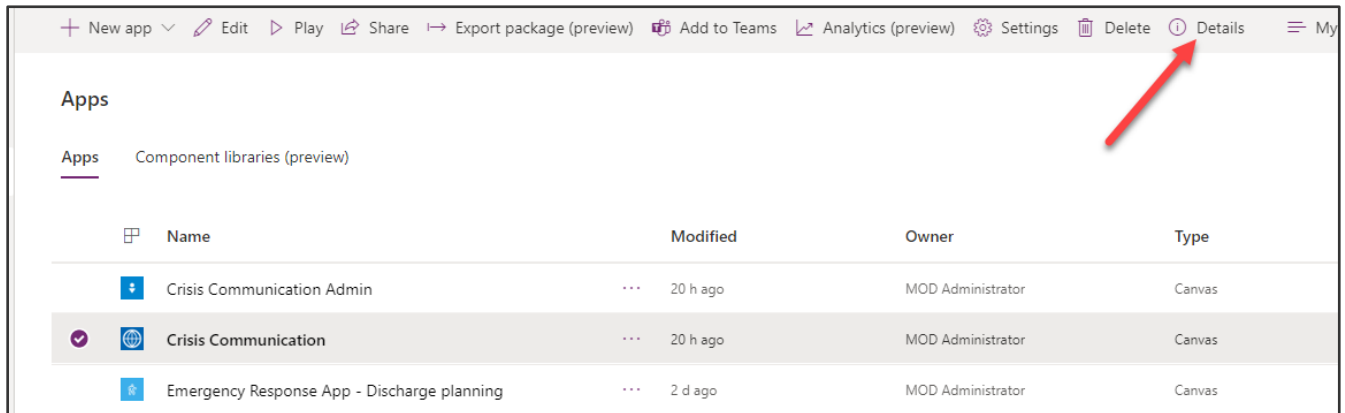 New app Edit Play Share Export package (preview) Add to Teams Analytics (preview) Settings Delete Details My
Apps
Apps Component libraries (preview)
Name Modified Owner Type
Crisis Communication Admin ... 20 h ago MOD Administrator Canvas
Crisis Communication ... 20 h ago MOD Administrator Canvas
Emergency Response App - Discharge planning ... 2 d ago MOD Administrator Canvas